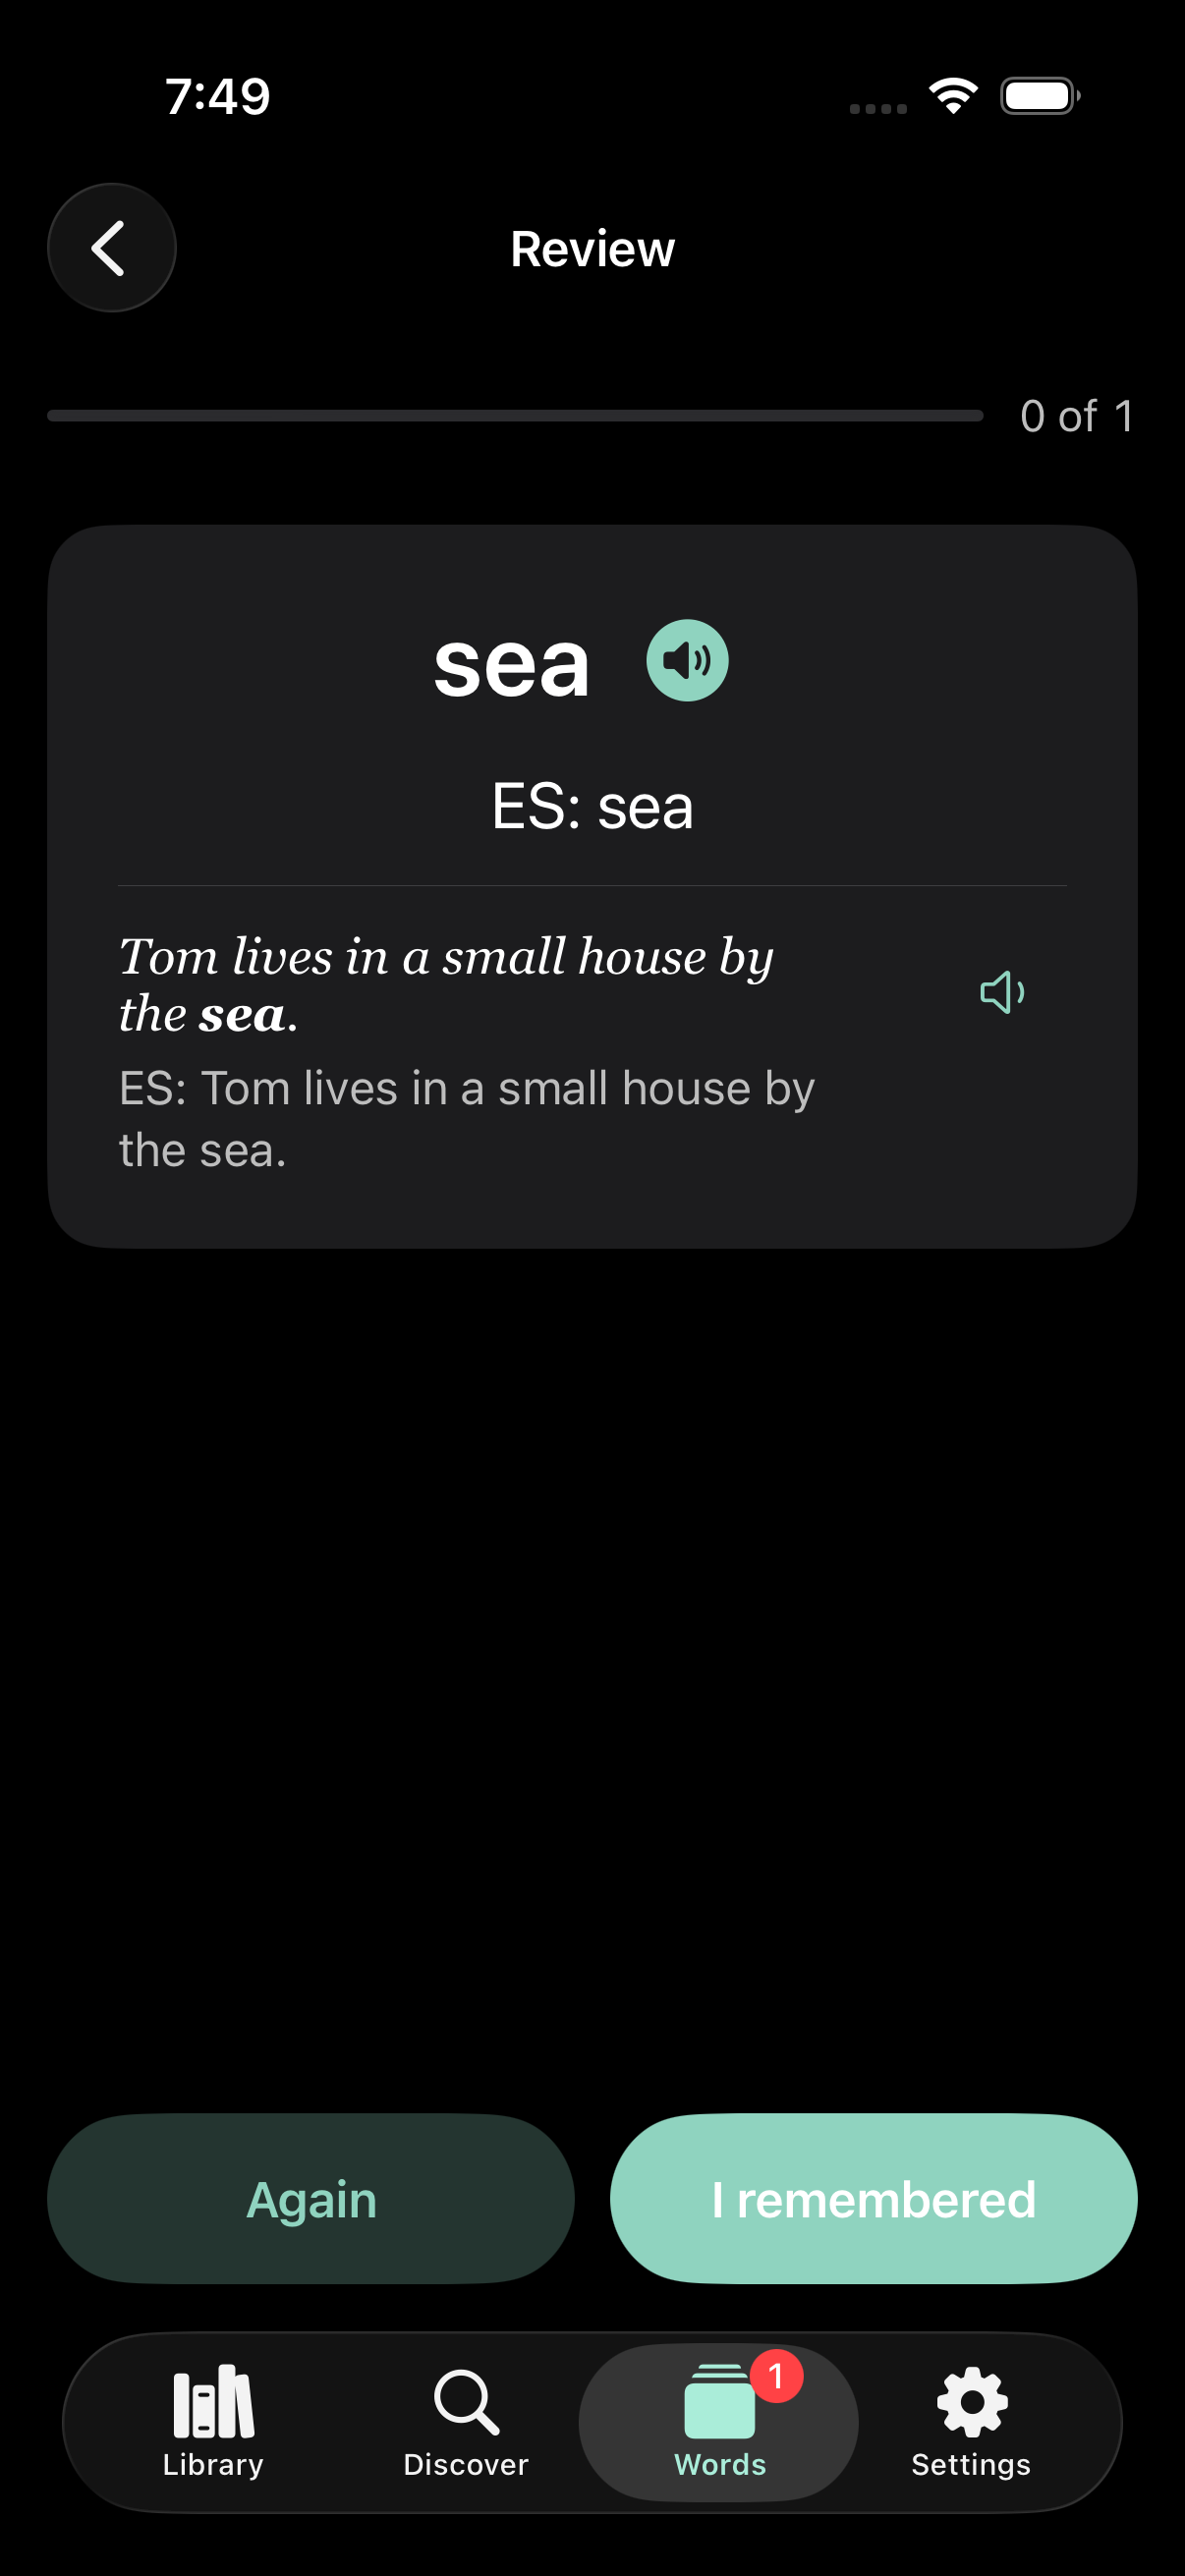 7:49
Review
0 of 1
sea
ES: sea
Tom lives in a small house by
the sea.
ES: Tom lives in a small house by
the sea.
Again
I remembered
1
Library
Discover
Words
Settings